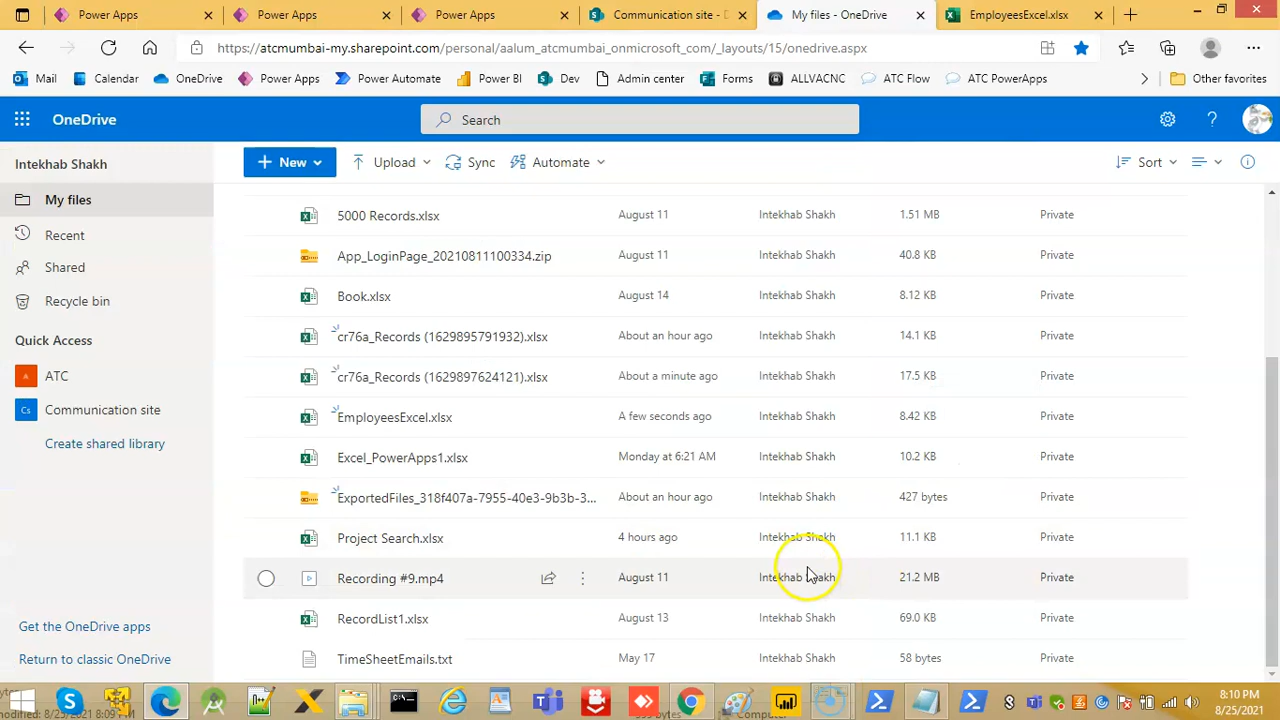 Power Apps
Power Apps
Power Apps
Communication site - D
My files - OneDrive
EmployeesExcel.xlsx
https://atcmumbai-my.sharepoint.com/personal/aalum_atcmumbai_onmicrosoft_com/_layouts/15/onedrive.aspx
Mail
Calendar
OneDrive
Power Apps
Power Automate
Power BI
Dev
Admin center
Forms
ALLVACNC
ATC Flow
ATC PowerApps
Other favorites
OneDrive
Search
Intekhab Shakh
New
Upload
Sync
Automate
Sort
My files
Recent
Shared
Recycle bin
Quick Access
A ATC
Cs Communication site
Create shared library
Get the OneDrive apps
Return to classic OneDrive
5000 Records.xlsx August 11 Intekhab Shakh 1.51 MB Private
App_LoginPage_20210811100334.zip August 11 Intekhab Shakh 40.8 KB Private
Book.xlsx August 14 Intekhab Shakh 8.12 KB Private
cr76a_Records (1629895791932).xlsx About an hour ago Intekhab Shakh 14.1 KB Private
cr76a_Records (1629897624121).xlsx About a minute ago Intekhab Shakh 17.5 KB Private
EmployeesExcel.xlsx A few seconds ago Intekhab Shakh 8.42 KB Private
Excel_PowerApps1.xlsx Monday at 6:21 AM Intekhab Shakh 10.2 KB Private
ExportedFiles_318f407a-7955-40e3-9b3b-3... About an hour ago Intekhab Shakh 427 bytes Private
Project Search.xlsx 4 hours ago Intekhab Shakh 11.1 KB Private
Recording #9.mp4 August 11 Intekhab Shakh 21.2 MB Private
RecordList1.xlsx August 13 Intekhab Shakh 69.0 KB Private
TimeSheetEmails.txt May 17 Intekhab Shakh 58 bytes Private
8:10 PM
8/25/2021